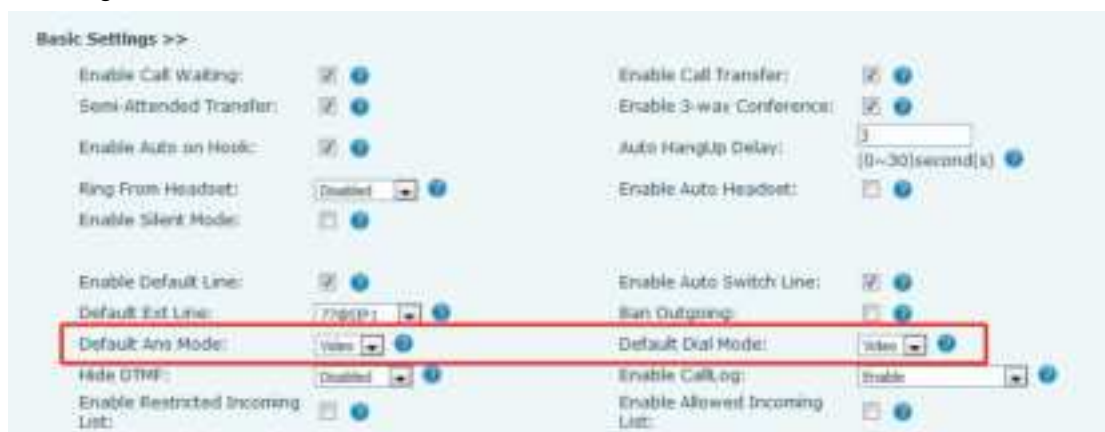 Basic Settings >>
Enable Call Waiting: Enable Call Transfer:
Semi-Attended Transfer: Enable 3-way Conference:
Enable Auto on Hook: Auto HangUp Delay: 3
(0~30)second(s)
Ring From Headset: Disabled Enable Auto Headset:
Enable Silent Mode:
Enable Default Line: Enable Auto Switch Line:
Default Ext Line: 77@SIP1 Ban Outgoing:
Default Ans Mode: Video Default Dial Mode: Video
Hide DTMF: Disabled Enable CallLog: Enable
Enable Restricted Incoming List: Enable Allowed Incoming List: